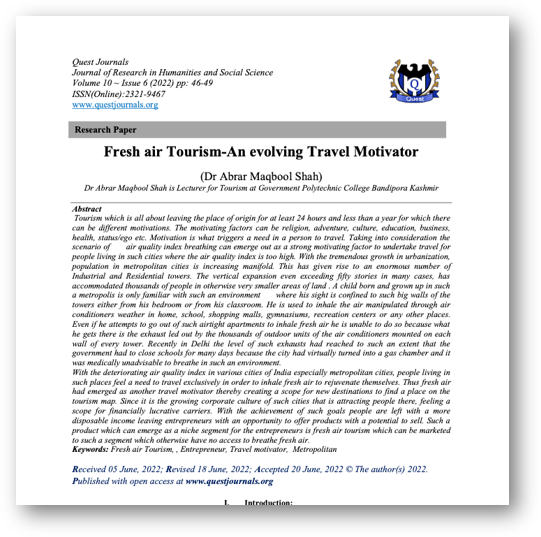 Quest Journals
Journal of Research in Humanities and Social Science
Volume 10 ~ Issue 6 (2022) pp: 46-49
ISSN(Online):2321-9467
www.questjournals.org
Quest
Research Paper
Fresh air Tourism-An evolving Travel Motivator
(Dr Abrar Maqbool Shah)
Dr Abrar Maqbool Shah is Lecturer for Tourism at Government Polytechnic College Bandipora Kashmir
Abstract
Tourism which is all about leaving the place of origin for at least 24 hours and less than a year for which there
can be different motivations. The motivating factors can be religion, adventure, culture, education, business,
health, status/ego etc. Motivation is what triggers a need in a person to travel. Taking into consideration the
scenario of air quality index breathing can emerge out as a strong motivating factor to undertake travel for
people living in such cities where the air quality index is too high. With the tremendous growth in urbanization,
population in metropolitan cities is increasing manifold. This has given rise to an enormous number of
Industrial and Residential towers. The vertical expansion even exceeding fifty stories in many cases, has
accommodated thousands of people in otherwise very smaller areas of land . A child born and grown up in such
a metropolis is only familiar with such an environment where his sight is confined to such big walls of the
towers either from his bedroom or from his classroom. He is used to inhale the air manipulated through air
conditioners weather in home, school, shopping malls, gymnasiums, recreation centers or any other places.
Even if he attempts to go out of such airtight apartments to inhale fresh air he is unable to do so because what
he gets there is the exhaust led out by the thousands of outdoor units of the air conditioners mounted on each
wall of every tower. Recently in Delhi the level of such exhausts had reached to such an extent that the
government had to close schools for many days because the city had virtually turned into a gas chamber and it
was medically unadvisable to breathe in such an environment.
With the deteriorating air quality index in various cities of India especially metropolitan cities, people living in
such places feel a need to travel exclusively in order to inhale fresh air to rejuvenate themselves. Thus fresh air
had emerged as another travel motivator thereby creating a scope for new destinations to find a place on the
tourism map. Since it is the growing corporate culture of such cities that is attracting people there, feeling a
scope for financially lucrative carriers. With the achievement of such goals people are left with a more
disposable income leaving entrepreneurs with an opportunity to offer products with a potential to sell. Such a
product which can emerge as a niche segment for the entrepreneurs is fresh air tourism which can be marketed
to such a segment which otherwise have no access to breathe fresh air.
Keywords: Fresh air Tourism, , Entrepreneur, Travel motivator, Metropolitan
Received 05 June, 2022; Revised 18 June, 2022; Accepted 20 June, 2022 © The author(s) 2022.
Published with open access at www.questjournals.org
I. Introduction: